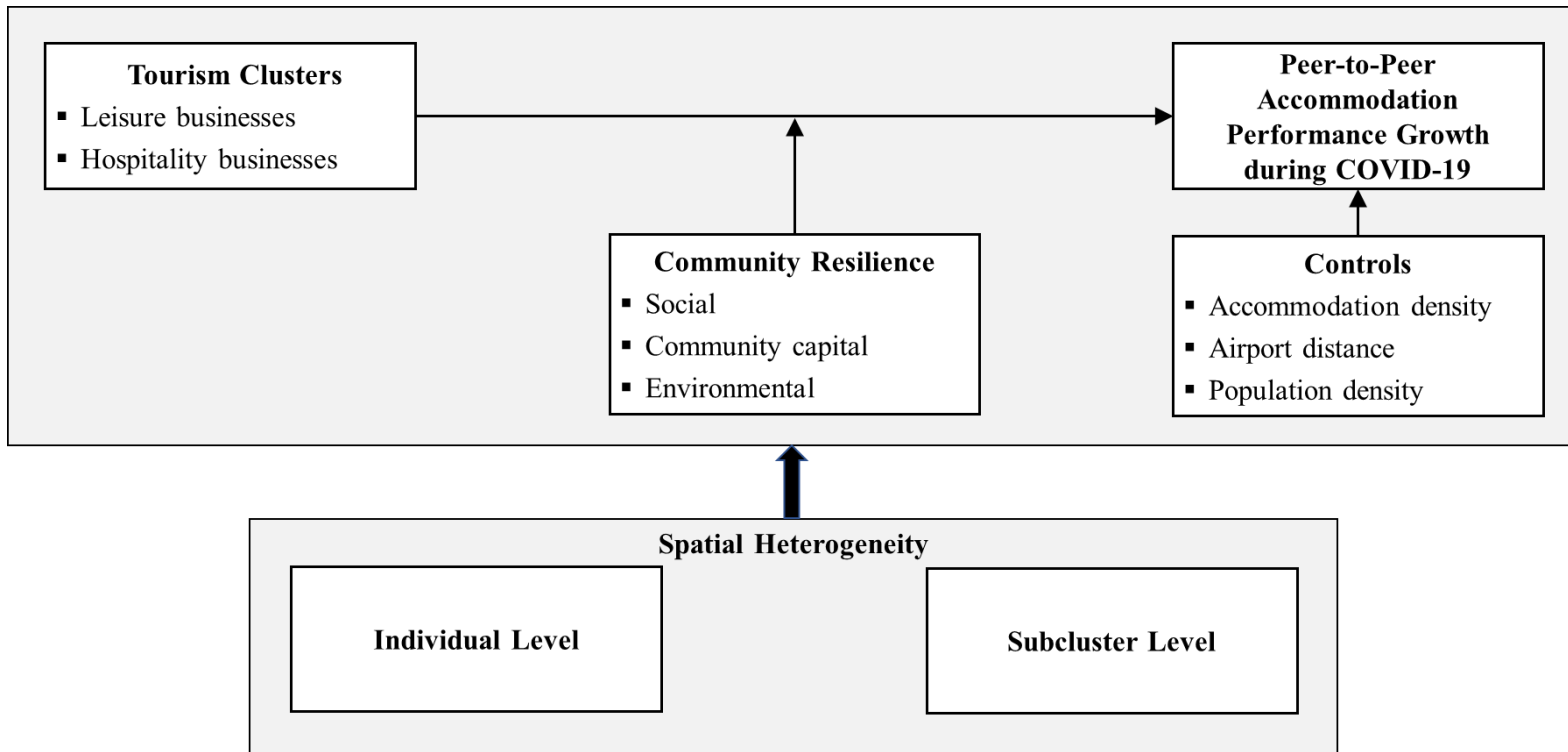 Tourism Clusters
▪ Leisure businesses
▪ Hospitality businesses
Peer-to-Peer
Accommodation
Performance Growth
during COVID-19
Community Resilience
▪ Social
▪ Community capital
▪ Environmental
Controls
▪ Accommodation density
▪ Airport distance
▪ Population density
Spatial Heterogeneity
Individual Level
Subcluster Level